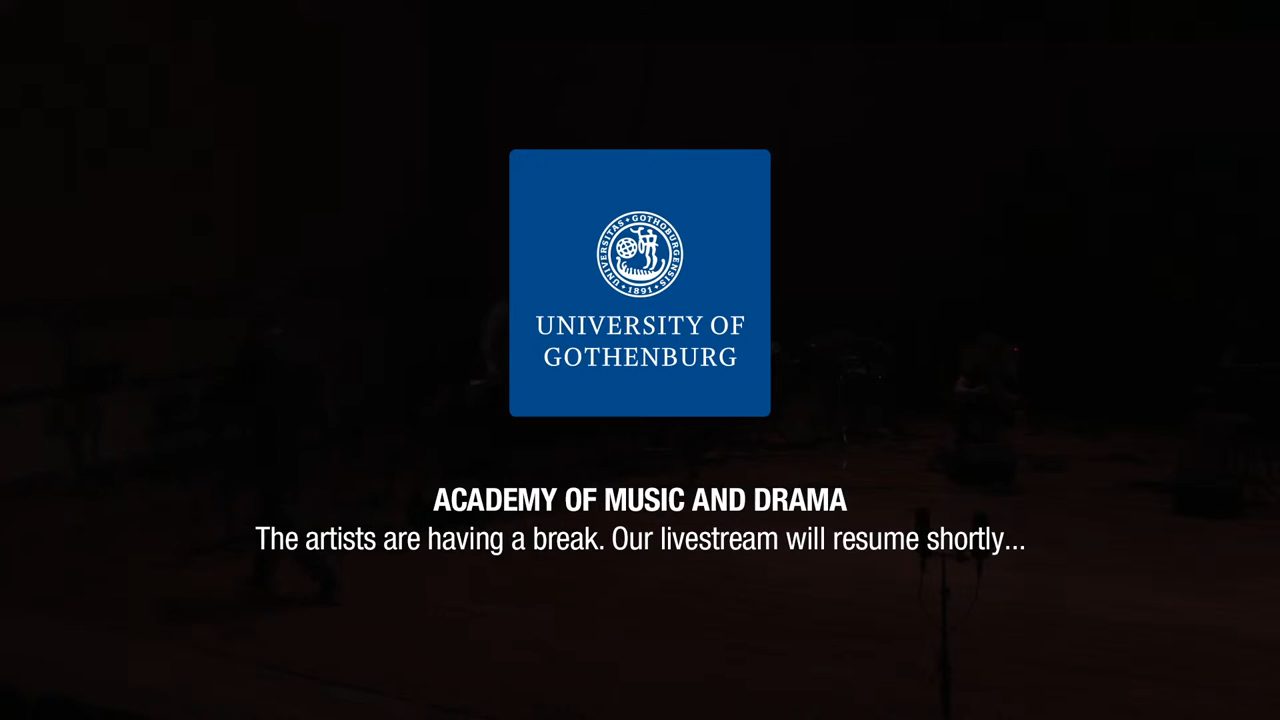 UNIVERSITAS • GOTHOBURGENSIS • 1891 •
UNIVERSITY OF
GOTHENBURG
ACADEMY OF MUSIC AND DRAMA
The artists are having a break. Our livestream will resume shortly...